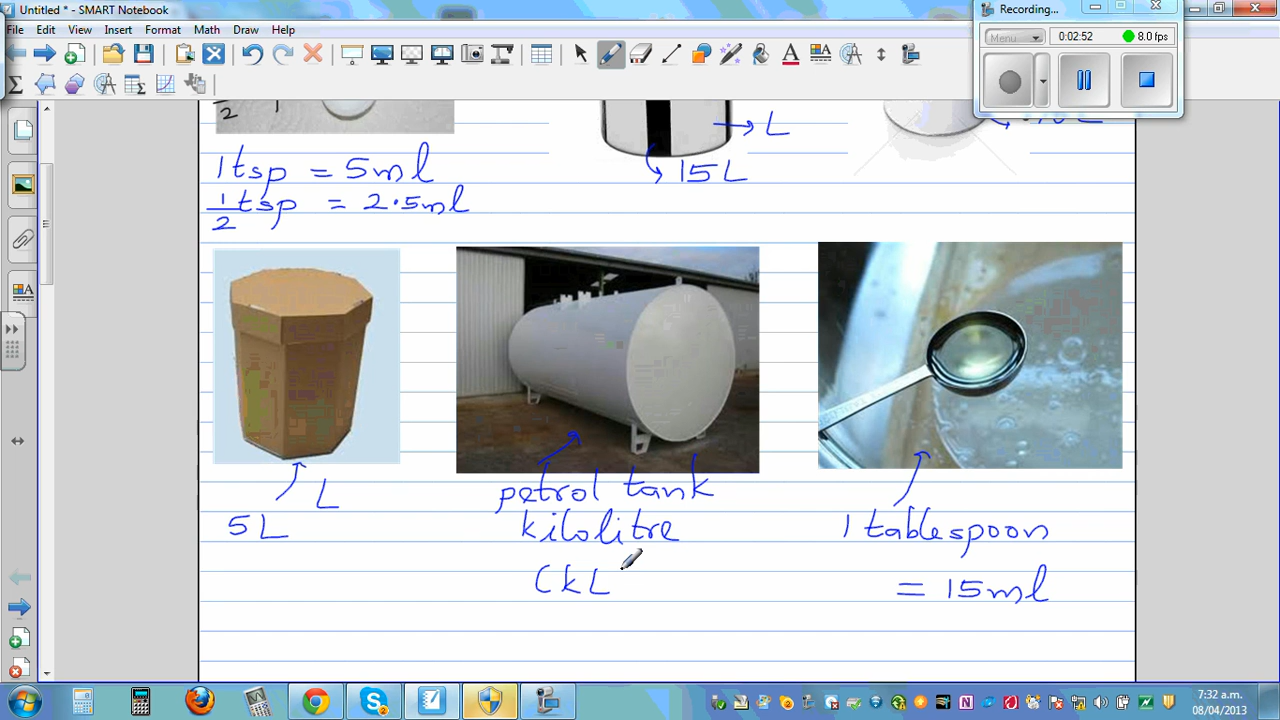 Untitled * - SMART Notebook
Recording...
File Edit View Insert Format Math Draw Help
Menu
0:02:52
8.0 fps
2
L
15L
1tsp = 5ml
1/2 tsp = 2.5ml
L
5L
petrol tank
kilolitre
(kL
1 tablespoon
= 15ml
7:32 a.m.
08/04/2013